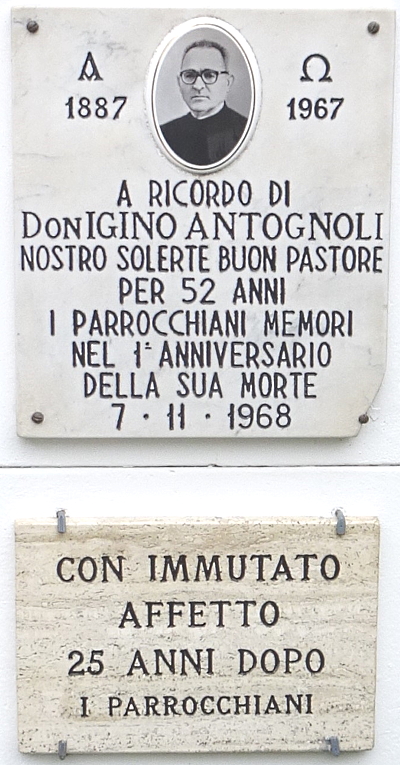 Α Ω
1887 1967
A RICORDO DI
DON IGINO ANTOGNOLI
NOSTRO SOLERTE BUON PASTORE
PER 52 ANNI
I PARROCCHIANI MEMORI
NEL 1° ANNIVERSARIO
DELLA SUA MORTE
7 · 11 · 1968
CON IMMUTATO
AFFETTO
25 ANNI DOPO
I PARROCCHIANI